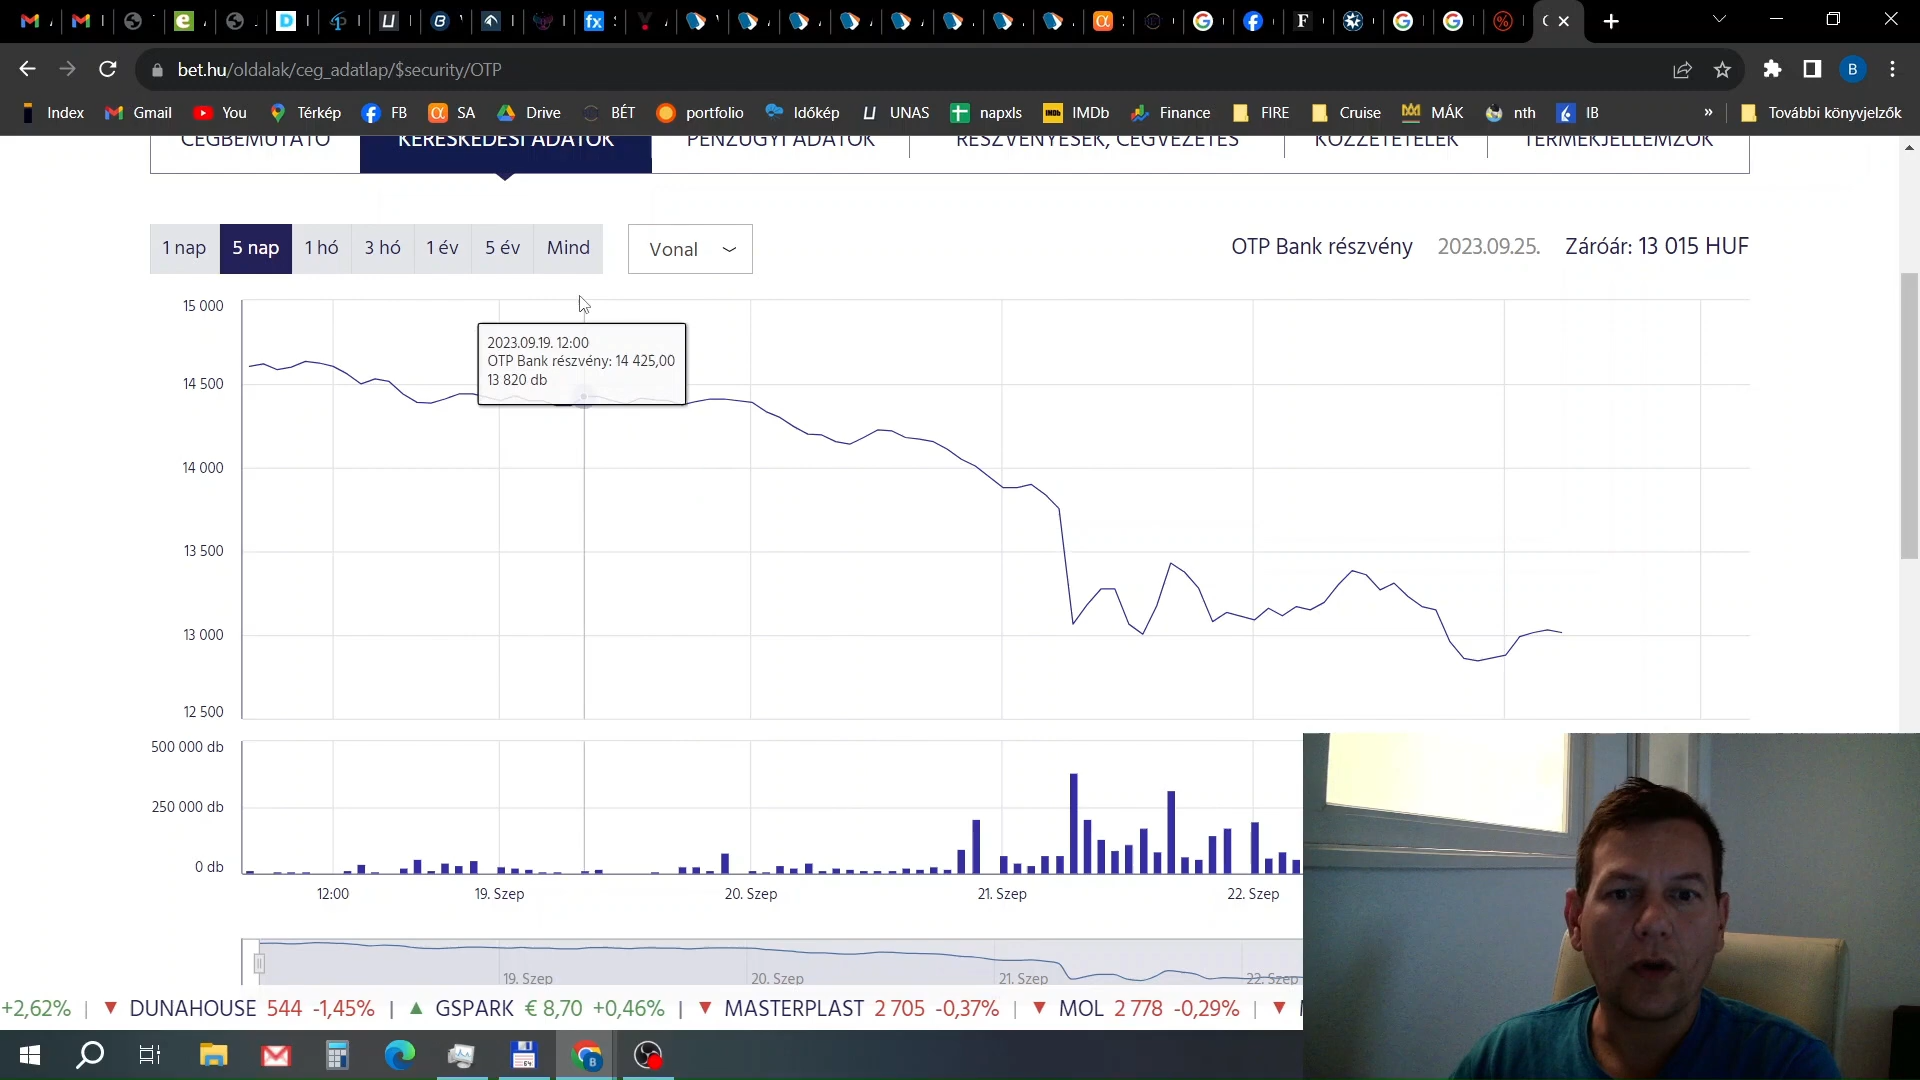 bet.hu/oldalak/ceg_adatlap/$security/OTP
B
Index Gmail You Térkép FB SA Drive BÉT portfolio Időkép UNAS napxls IMDb Finance FIRE Cruise MÁK nth IB » További könyvjelzők
CÉGBEMUTATÓ KERESKEDÉSI ADATOK PÉNZÜGYI ADATOK RÉSZVÉNYESEK, CÉGVEZETÉS KÖZZÉTÉTELEK TERMÉKJELLEMZŐK
1 nap 5 nap 1 hó 3 hó 1 év 5 év Mind Vonal OTP Bank részvény 2023.09.25. Záróár: 13 015 HUF
15 000
2023.09.19. 12:00
OTP Bank részvény: 14 425,00
13 820 db
14 500
14 000
13 500
13 000
12 500
500 000 db
250 000 db
0 db
12:00 19. Szep 20. Szep 21. Szep 22. Szep
19. Szep 20. Szep 21. Szep 22. Szep
+2,62% | ▼ DUNAHOUSE 544 -1,45% | ▲ GSPARK € 8,70 +0,46% | ▼ MASTERPLAST 2 705 -0,37% | ▼ MOL 2 778 -0,29% | ▼